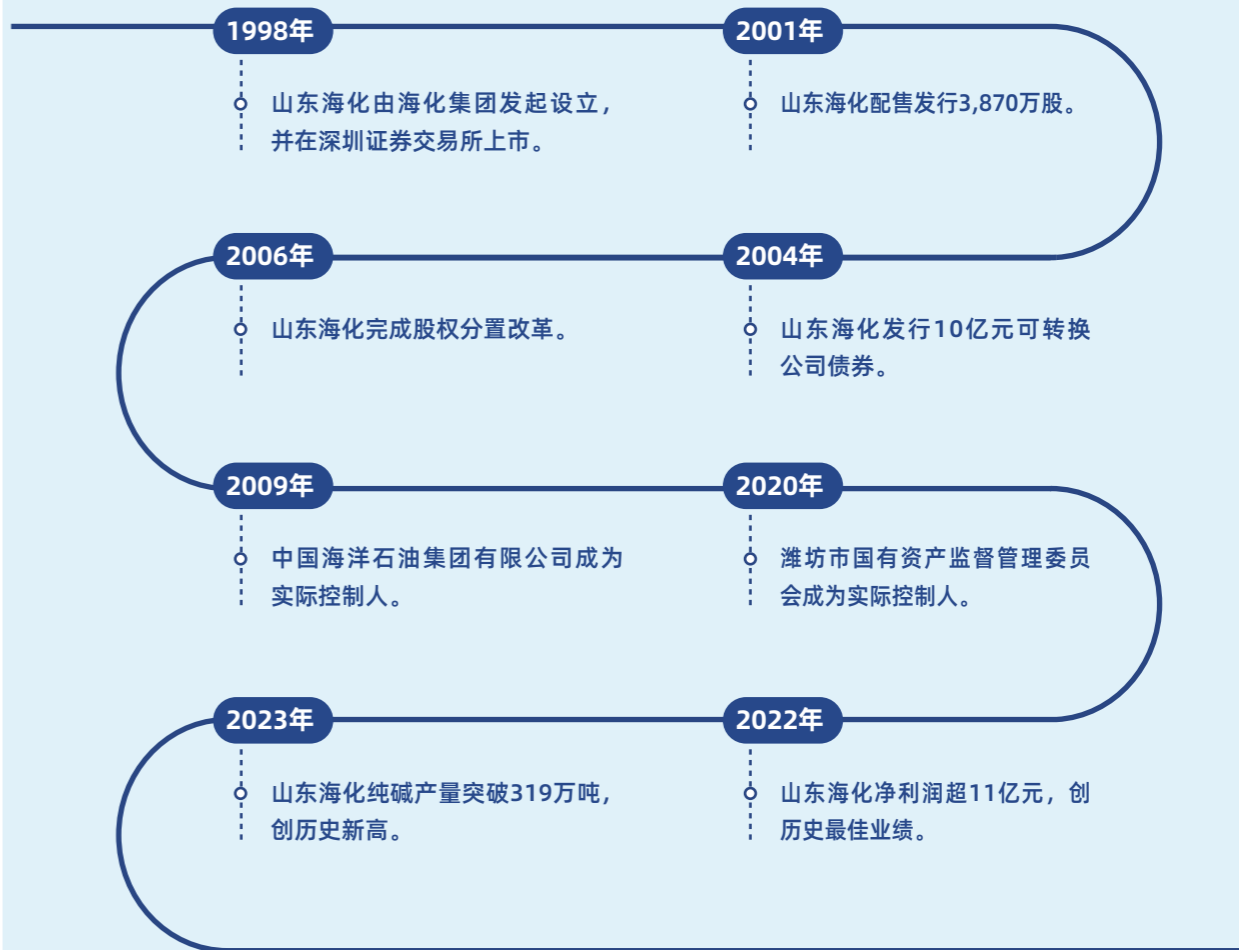 1998年
山东海化由海化集团发起设立，
并在深圳证券交易所上市。
2001年
山东海化配售发行3,870万股。
2004年
山东海化发行10亿元可转换
公司债券。
2006年
山东海化完成股权分置改革。
2009年
中国海洋石油集团有限公司成为
实际控制人。
2020年
潍坊市国有资产监督管理委员
会成为实际控制人。
2022年
山东海化净利润超11亿元，创
历史最佳业绩。
2023年
山东海化纯碱产量突破319万吨，
创历史新高。